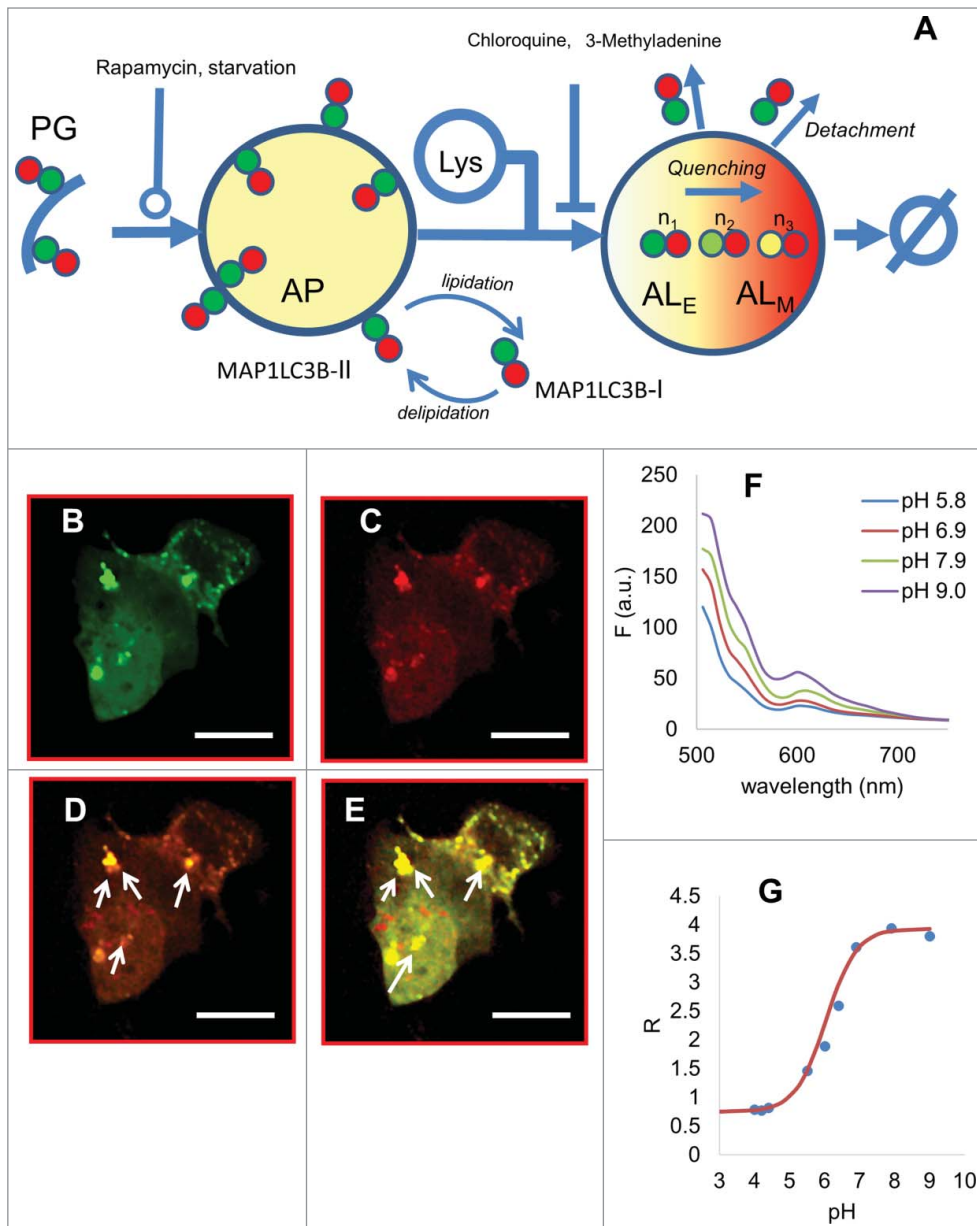 A
Chloroquine, 3-Methyladenine
Rapamycin, starvation
PG
Lys
Detachment
Quenching
n1 n2 n3
AP
ALE ALM
lipidation
MAP1LC3B-II
MAP1LC3B-I
delipidation
B
C
D
E
F
250
200
150
100
50
0
F (a.u.)
pH 5.8
pH 6.9
pH 7.9
pH 9.0
500 600 700
wavelength (nm)
G
4.5
4
3.5
3
2.5
2
1.5
1
0.5
0
R
3 4 5 6 7 8 9 10
pH